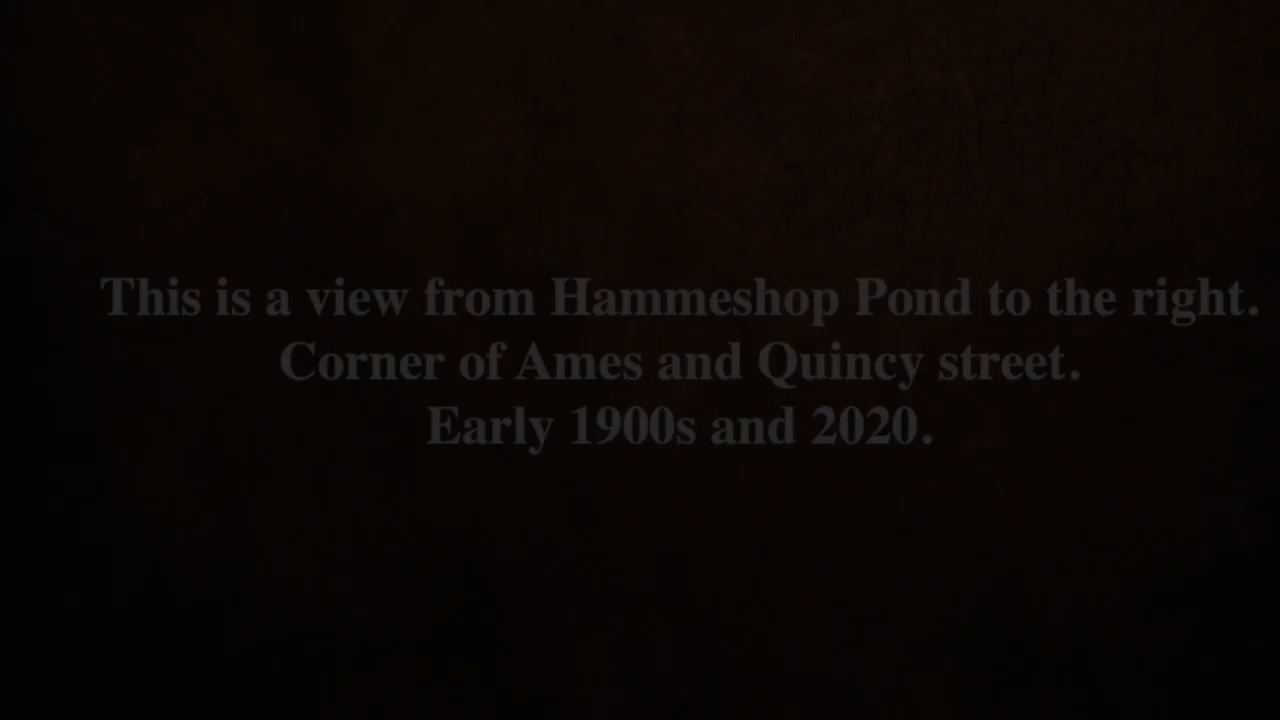 This is a view from Hammeshop Pond to the right.
Corner of Ames and Quincy street.
Early 1900s and 2020.